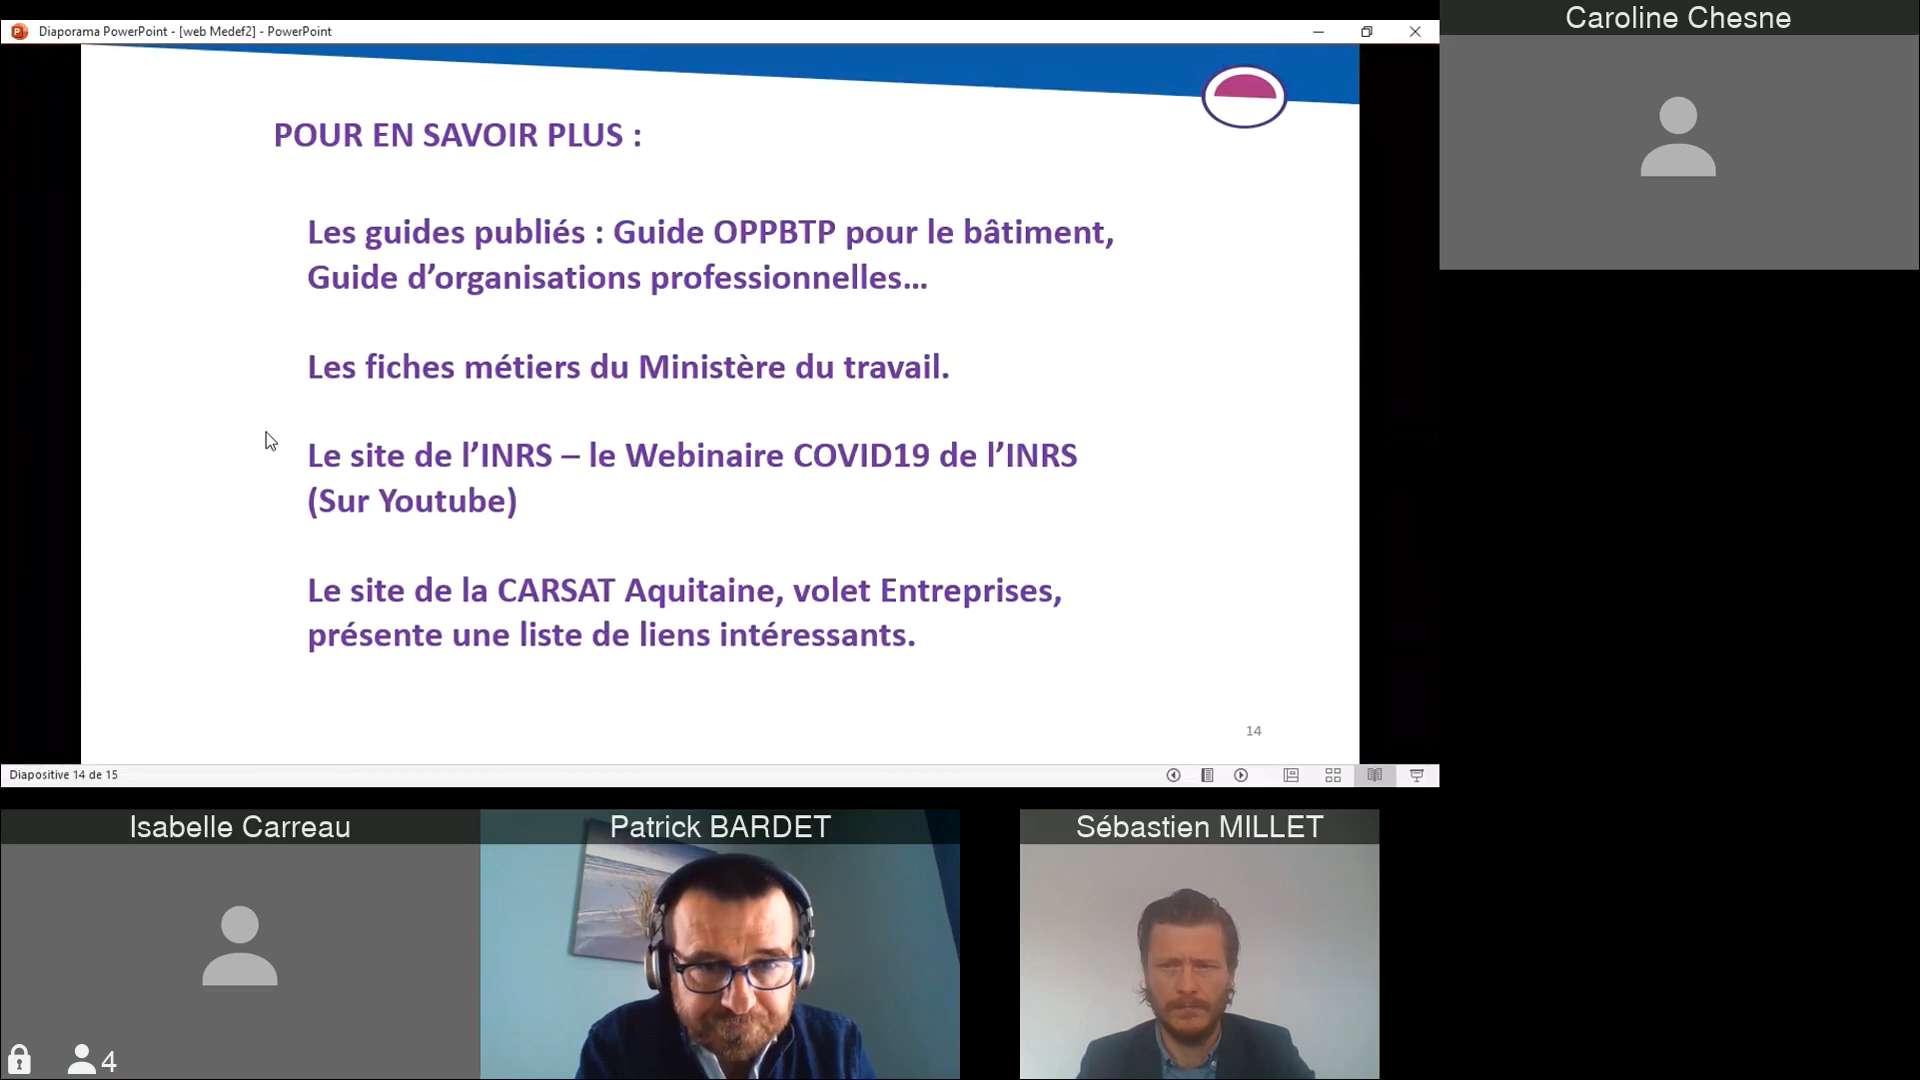 Diaporama PowerPoint - [web Medef2] - PowerPoint
Caroline Chesne
POUR EN SAVOIR PLUS :
Les guides publiés : Guide OPPBTP pour le bâtiment,
Guide d’organisations professionnelles…
Les fiches métiers du Ministère du travail.
Le site de l’INRS – le Webinaire COVID19 de l’INRS
(Sur Youtube)
Le site de la CARSAT Aquitaine, volet Entreprises,
présente une liste de liens intéressants.
14
Diapositive 14 de 15
Isabelle Carreau
Patrick BARDET
Sébastien MILLET
4